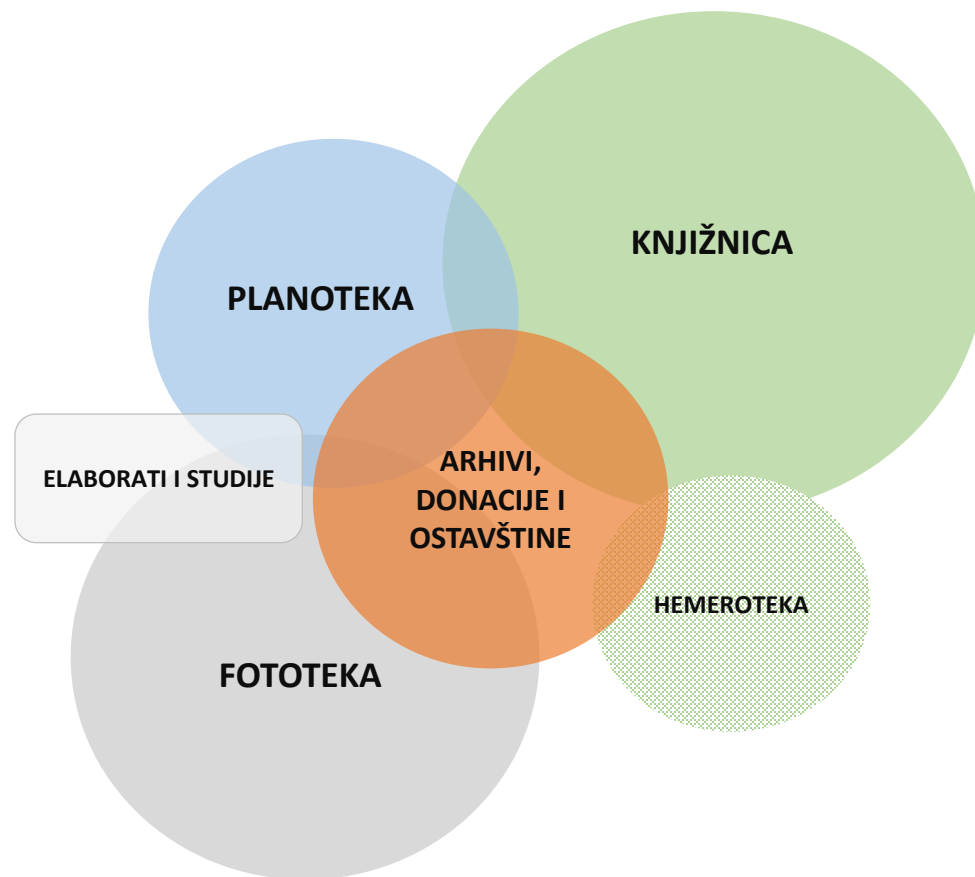 KNJIŽNICA
PLANOTEKA
ARHIVI,
DONACIJE I
OSTAVŠTINE
ELABORATI I STUDIJE
HEMEROTEKA
FOTOTEKA